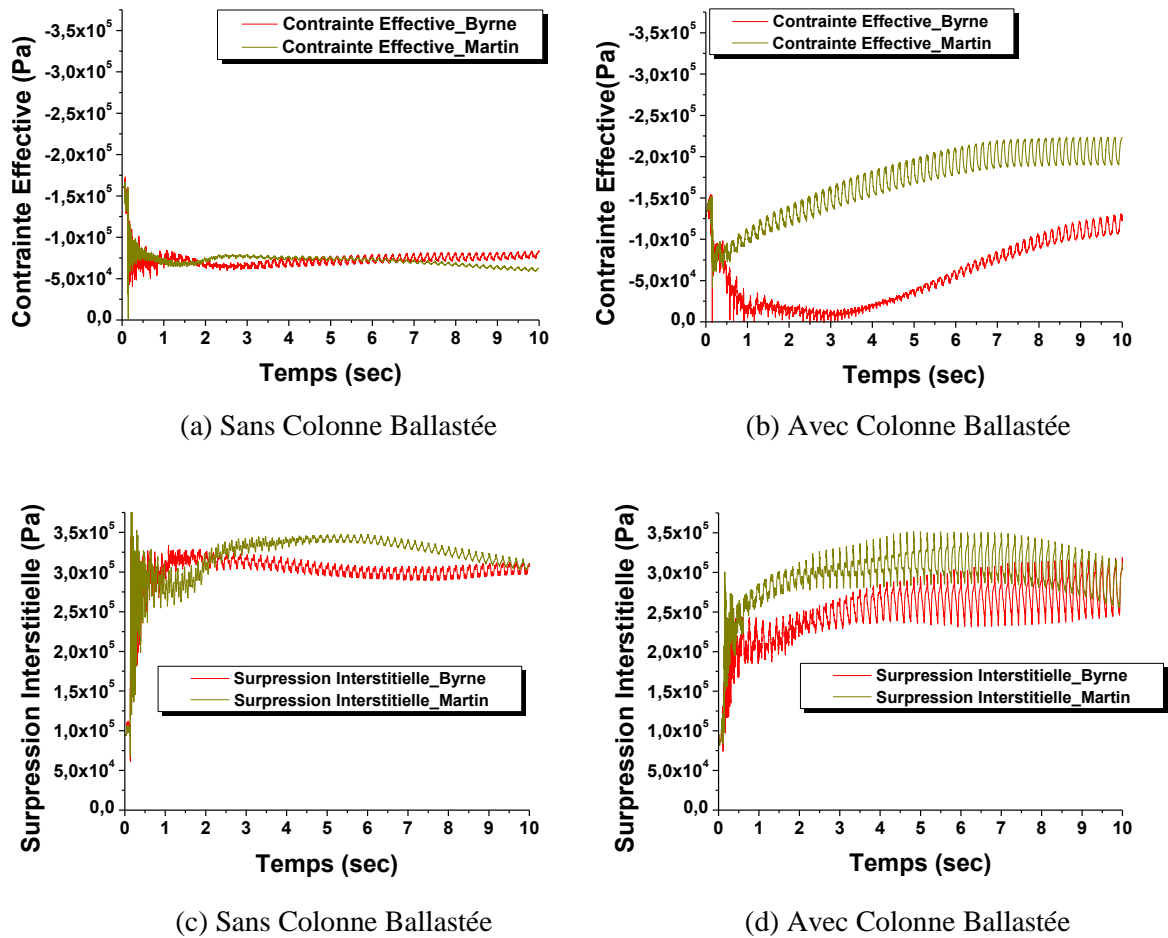 Contrainte Effective (Pa)
-3,5x10⁵
-3,0x10⁵
-2,5x10⁵
-2,0x10⁵
-1,5x10⁵
-1,0x10⁵
-5,0x10⁴
0,0
Contrainte Effective_Byrne
Contrainte Effective_Martin
0 1 2 3 4 5 6 7 8 9 10
Temps (sec)
(a) Sans Colonne Ballastée
Contrainte Effective(Pa)
-3,5x10⁵
-3,0x10⁵
-2,5x10⁵
-2,0x10⁵
-1,5x10⁵
-1,0x10⁵
-5,0x10⁴
0,0
Contrainte Effective_Byrne
Contrainte Effective_Martin
0 1 2 3 4 5 6 7 8 9 10
Temps (sec)
(b) Avec Colonne Ballastée
Surpression Interstitielle (Pa)
3,5x10⁵
3,0x10⁵
2,5x10⁵
2,0x10⁵
1,5x10⁵
1,0x10⁵
5,0x10⁴
0,0
Surpression Interstitielle_Byrne
Surpression Interstitielle_Martin
0 1 2 3 4 5 6 7 8 9 10
Temps (sec)
(c) Sans Colonne Ballastée
Surpression Interstitielle (Pa)
3,5x10⁵
3,0x10⁵
2,5x10⁵
2,0x10⁵
1,5x10⁵
1,0x10⁵
5,0x10⁴
0,0
Surpression Interstitielle_Byrne
Surpression Interstitielle_Martin
0 1 2 3 4 5 6 7 8 9 10
Temps (sec)
(d) Avec Colonne Ballastée